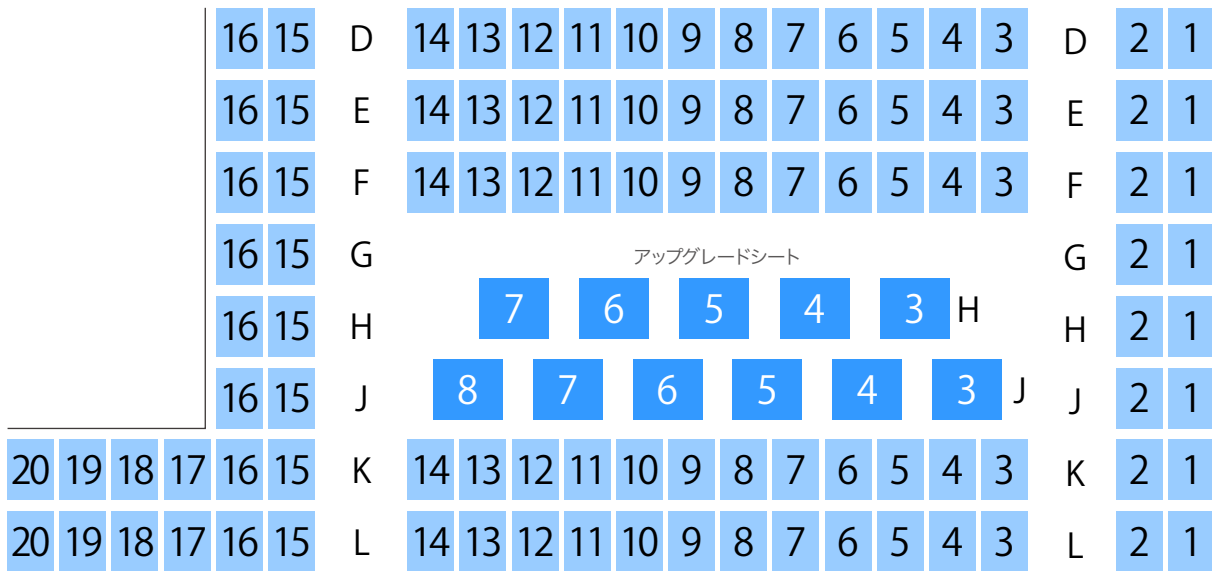 16 15 D 14 13 12 11 10 9 8 7 6 5 4 3 D 2 1
16 15 E 14 13 12 11 10 9 8 7 6 5 4 3 E 2 1
16 15 F 14 13 12 11 10 9 8 7 6 5 4 3 F 2 1
16 15 G アップグレードシート G 2 1
16 15 H 7 6 5 4 3 H H 2 1
16 15 J 8 7 6 5 4 3 J J 2 1
20 19 18 17 16 15 K 14 13 12 11 10 9 8 7 6 5 4 3 K 2 1
20 19 18 17 16 15 L 14 13 12 11 10 9 8 7 6 5 4 3 L 2 1